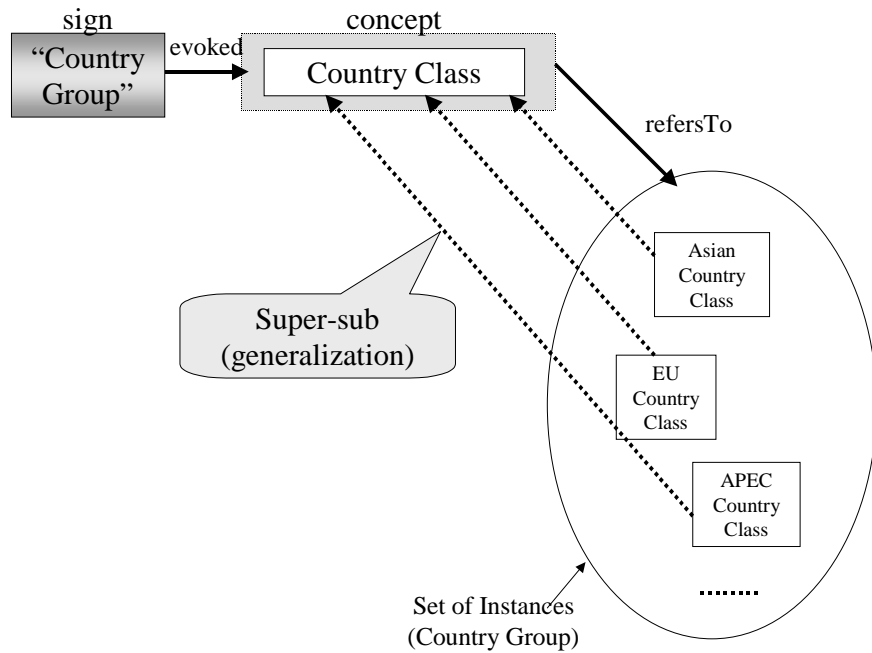 sign
concept
“Country
Group”
evoked
Country Class
refersTo
Asian
Country
Class
Super-sub
(generalization)
EU
Country
Class
APEC
Country
Class
Set of Instances
(Country Group)